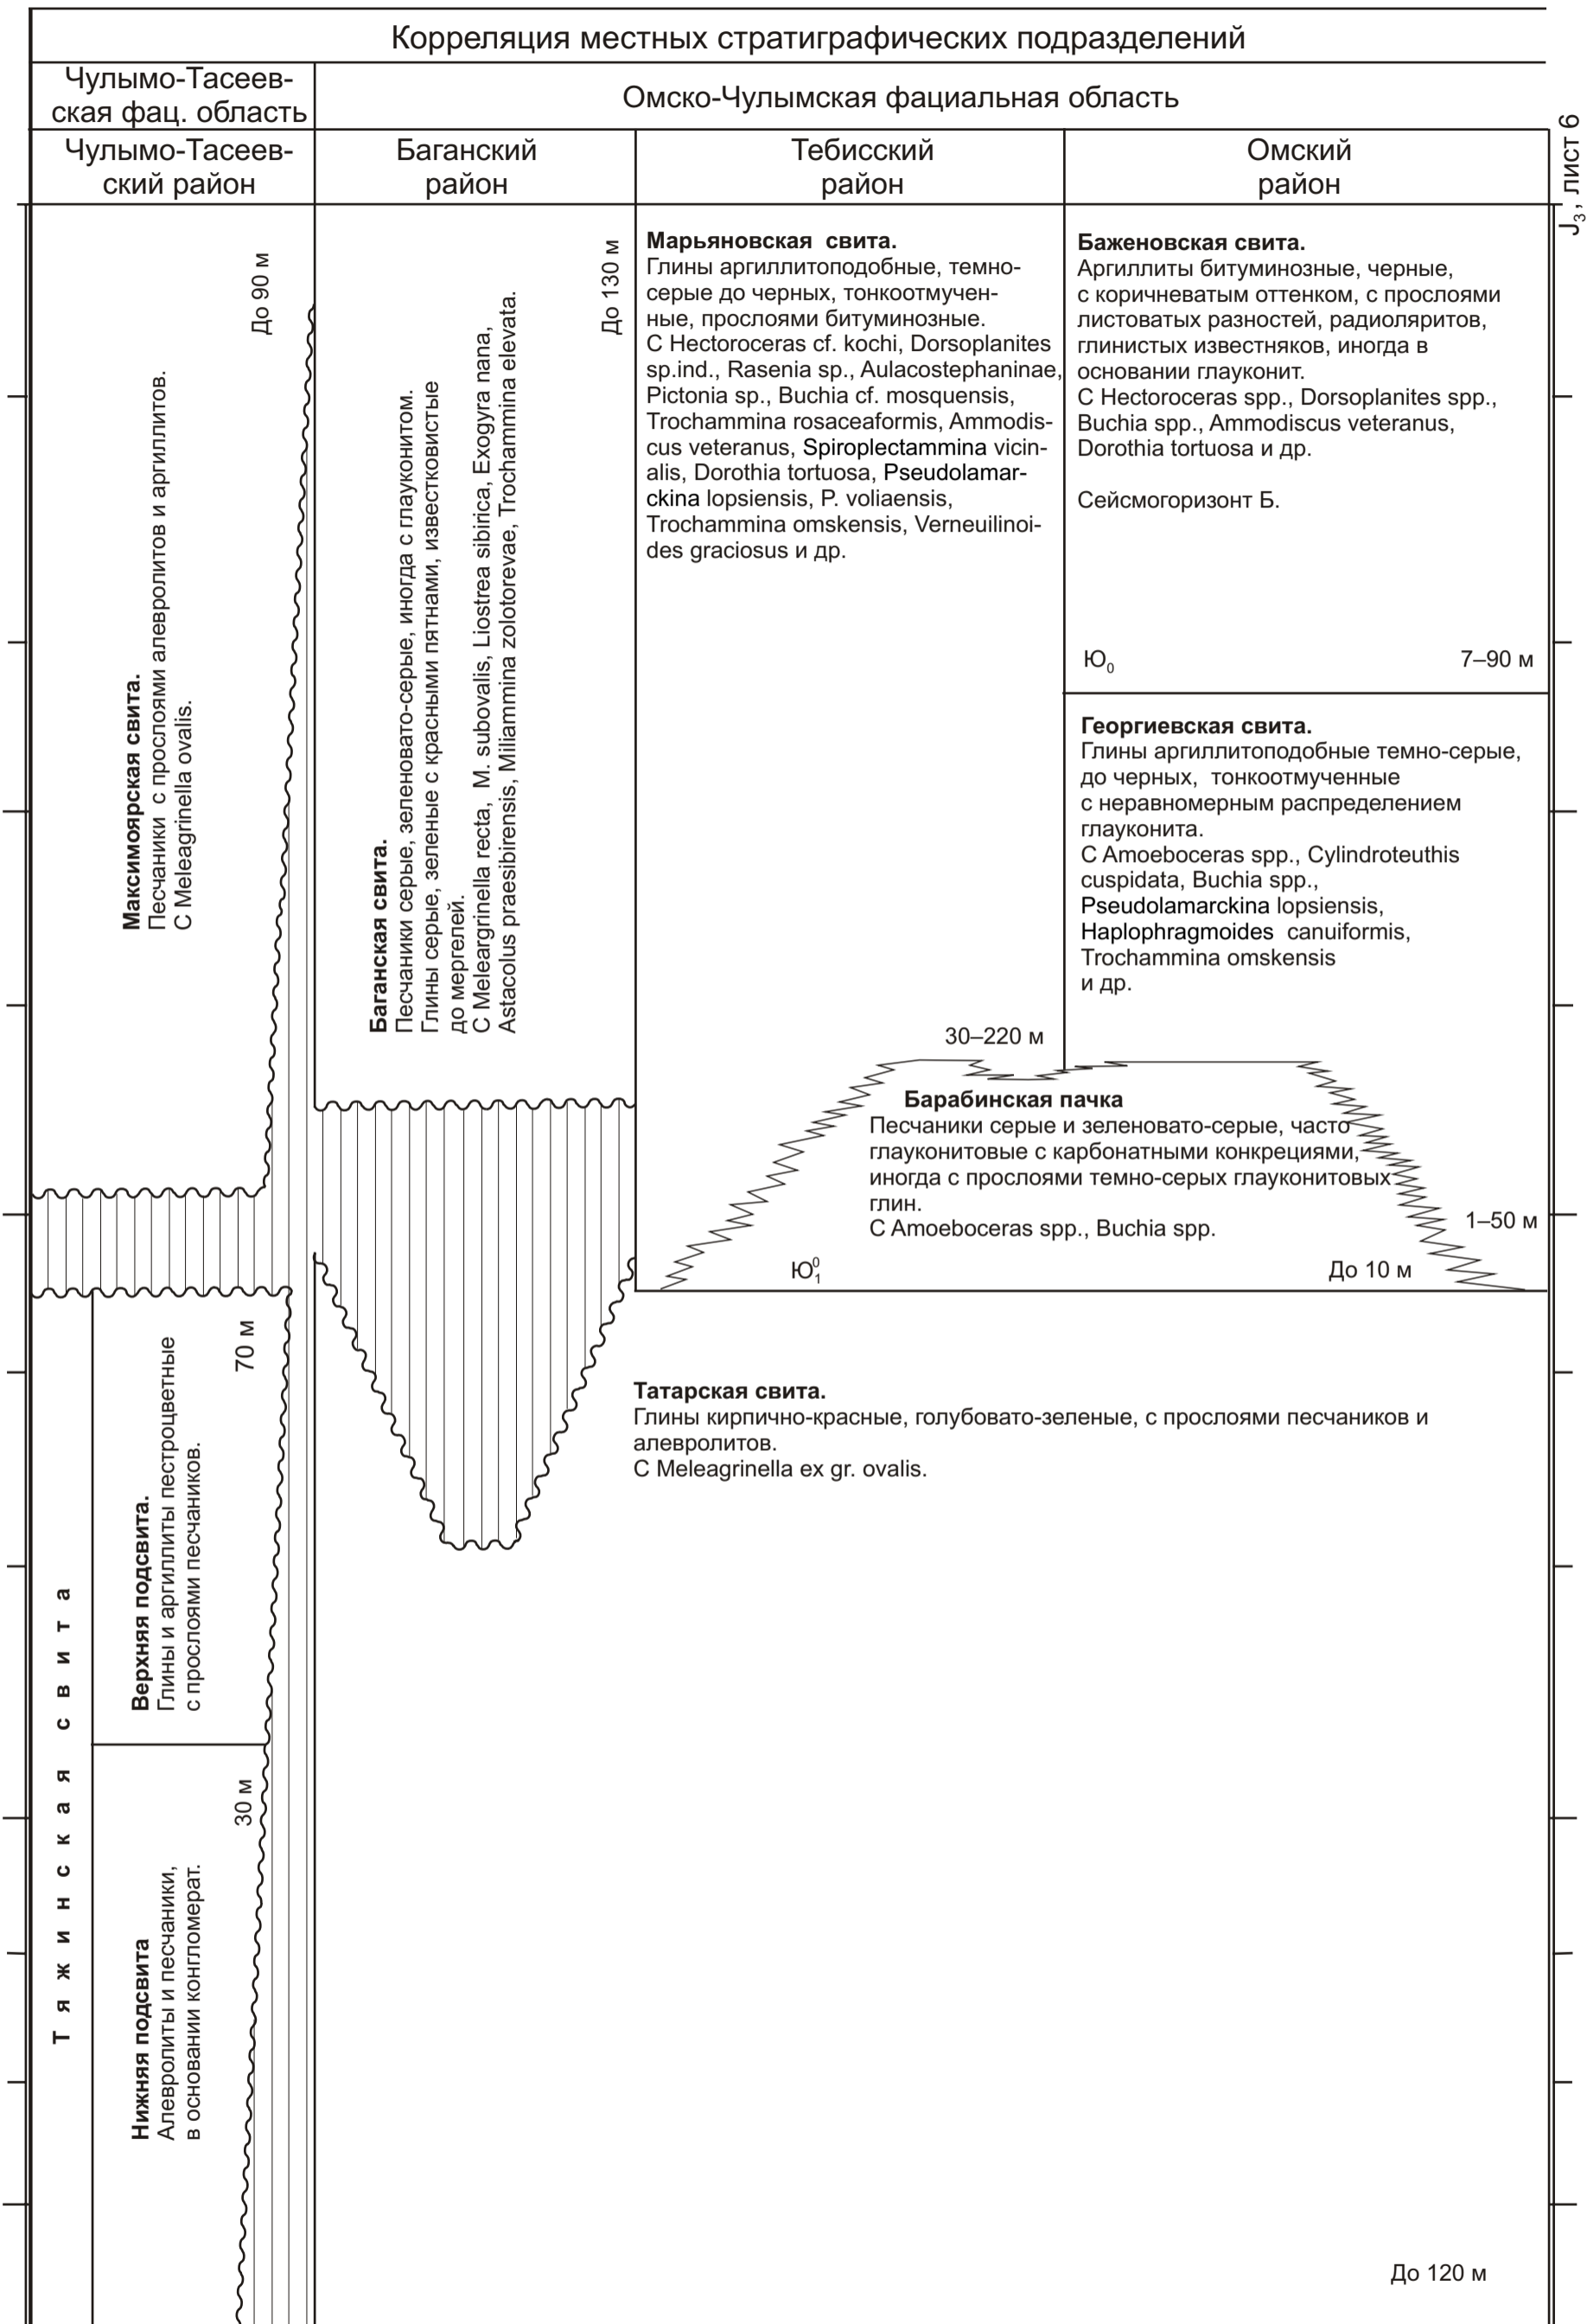 Корреляция местных стратиграфических подразделений
Чулымо-Тасеев-
ская фац. область
Омско-Чулымская фациальная область
Чулымо-Тасеев-
ский район
Баганский
район
Тебисский
район
Омский
район
J3, лист 6
Максимоярская свита.
Песчаники с прослоями алевролитов и аргиллитов.
С Meleagrinella ovalis.
До 90 м
70 м
Верхняя подсвита.
Глины и аргиллиты пестроцветные
с прослоями песчаников.
Тяжинская свита
30 м
Нижняя подсвита
Алевролиты и песчаники,
в основании конгломерат.
Баганская свита.
Песчаники серые, зеленовато-серые, иногда с глауконитом.
Глины серые, зеленые с красными пятнами, известковистые
до мергелей.
С Meleargrinella recta, M. subovalis, Liostrea sibirica, Exogyra nana,
Astacolus praesibirensis, Miliammina zolotorevae, Trochammina elevata.
До 130 м
Марьяновская свита.
Глины аргиллитоподобные, темно-
серые до черных, тонкоотмучен-
ные, прослоями битуминозные.
С Hectoroceras cf. kochi, Dorsoplanites
sp.ind., Rasenia sp., Aulacostephaninae,
Pictonia sp., Buchia cf. mosquensis,
Trochammina rosaceaformis, Ammodis-
cus veteranus, Spiroplectammina vicin-
alis, Dorothia tortuosa, Pseudolamar-
ckina lopsiensis, P. voliaensis,
Trochammina omskensis, Verneuilinoi-
des graciosus и др.
30–220 м
Баженовская свита.
Аргиллиты битуминозные, черные,
с коричневатым оттенком, с прослоями
листоватых разностей, радиоляритов,
глинистых известняков, иногда в
основании глауконит.
С Hectoroceras spp., Dorsoplanites spp.,
Buchia spp., Ammodiscus veteranus,
Dorothia tortuosa и др.
Сейсмогоризонт Б.
Ю0 7–90 м
Георгиевская свита.
Глины аргиллитоподобные темно-серые,
до черных, тонкоотмученные
с неравномерным распределением
глауконита.
С Amoeboceras spp., Cylindroteuthis
cuspidata, Buchia spp.,
Pseudolamarckina lopsiensis,
Haplophragmoides canuiformis,
Trochammina omskensis
и др.
1–50 м
Барабинская пачка
Песчаники серые и зеленовато-серые, часто
глауконитовые с карбонатными конкрециями,
иногда с прослоями темно-серых глауконитовых
глин.
С Amoeboceras spp., Buchia spp.
Ю01 До 10 м
Татарская свита.
Глины кирпично-красные, голубовато-зеленые, с прослоями песчаников и
алевролитов.
С Meleagrinella ex gr. ovalis.
До 120 м